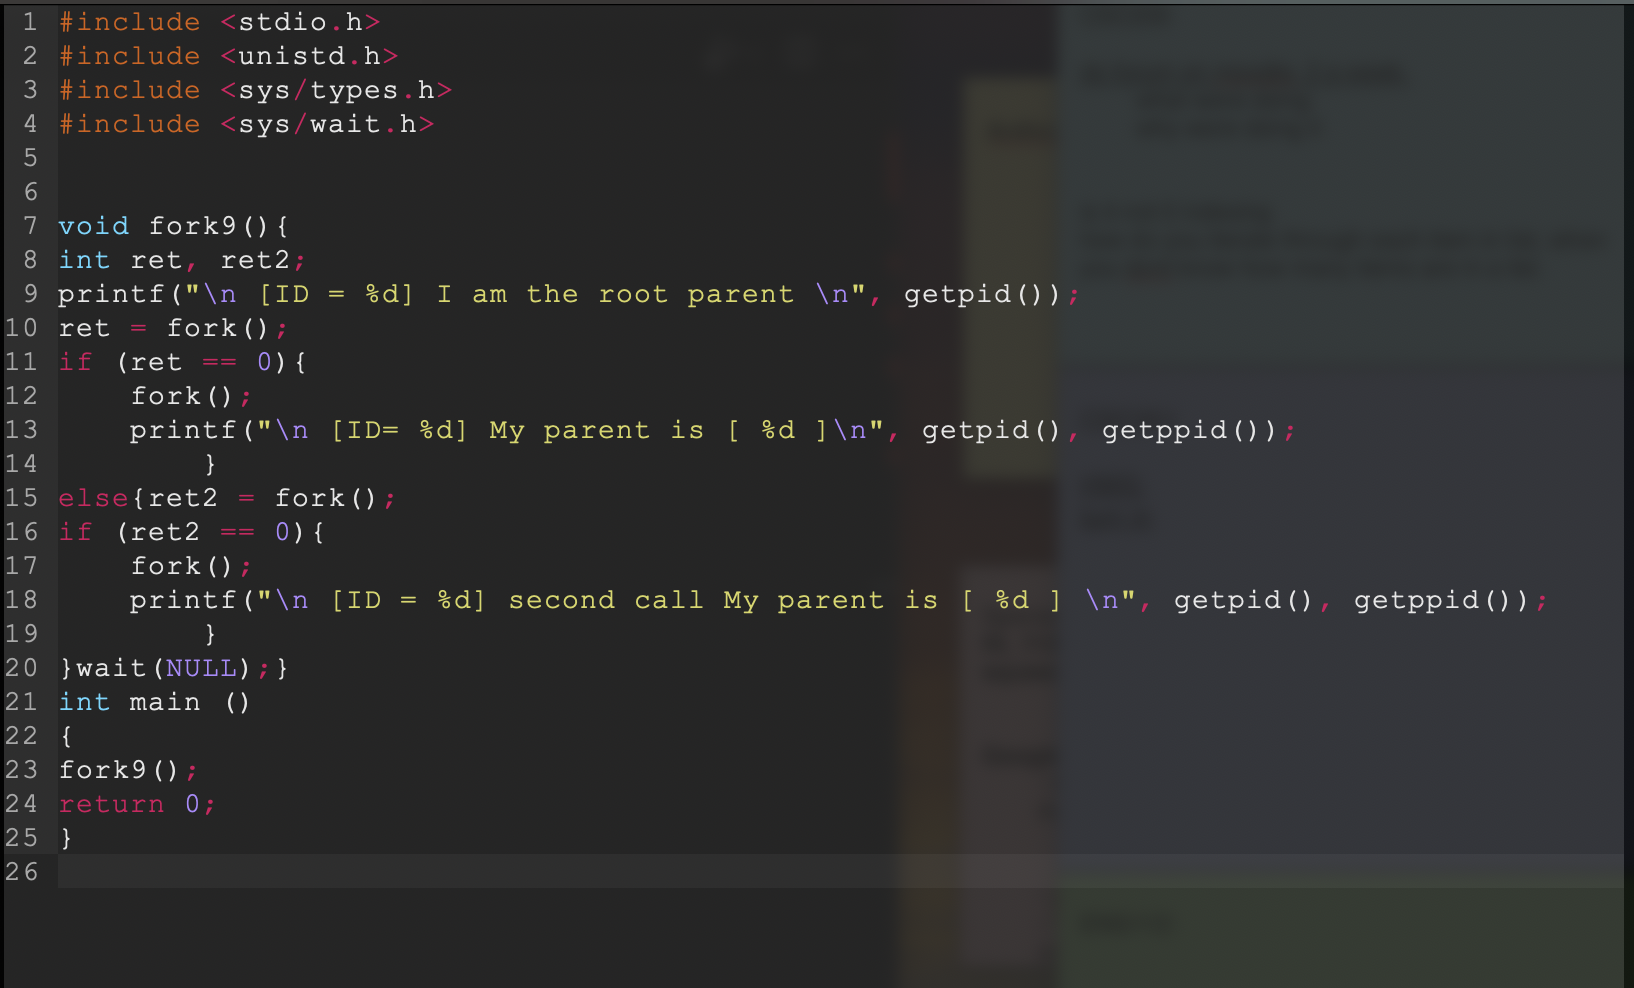 1 #include <stdio.h>
2 #include <unistd.h>
3 #include <sys/types.h>
4 #include <sys/wait.h>
5
6
7 void fork9(){
8 int ret, ret2;
9 printf("\n [ID = %d] I am the root parent \n", getpid());
10 ret = fork();
11 if (ret == 0){
12     fork();
13     printf("\n [ID= %d] My parent is [ %d ]\n", getpid(), getppid());
14         }
15 else{ret2 = fork();
16 if (ret2 == 0){
17     fork();
18     printf("\n [ID = %d] second call My parent is [ %d ] \n", getpid(), getppid());
19         }
20 }wait(NULL);}
21 int main ()
22 {
23 fork9();
24 return 0;
25 }
26